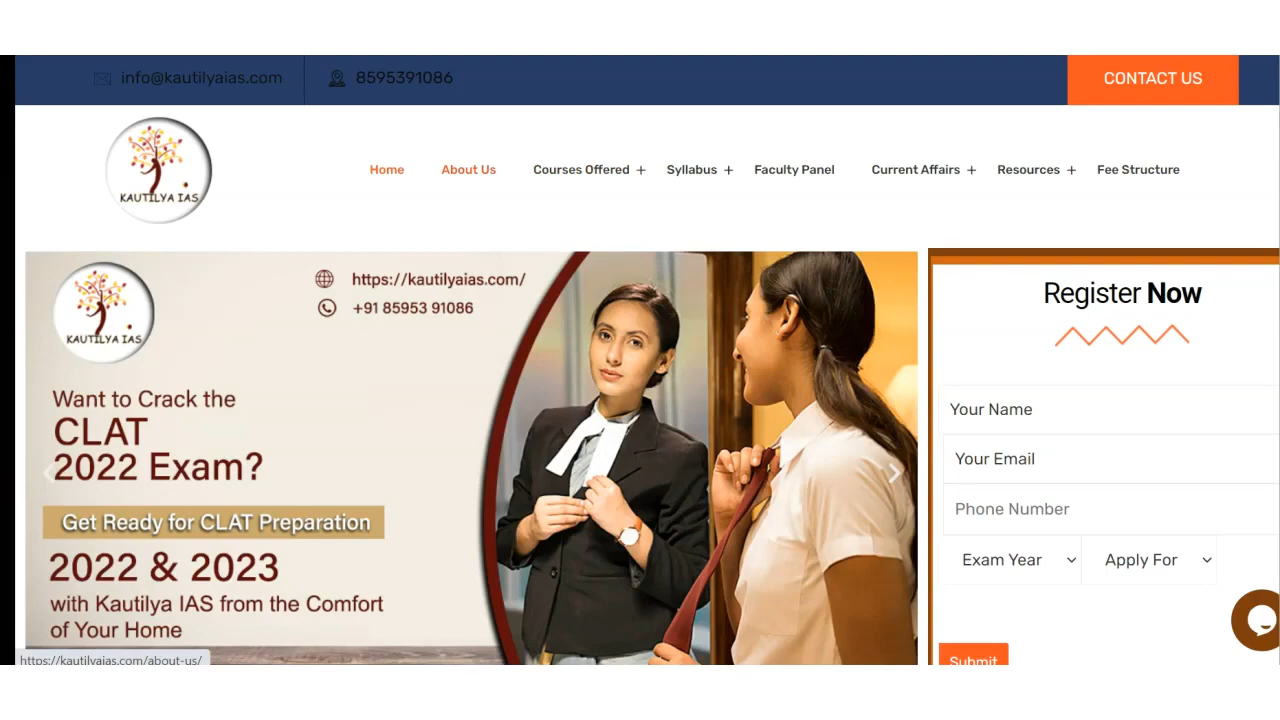 info@kautilyaias.com 8595391086 CONTACT US
KAUTILYA IAS
Home About Us Courses Offered + Syllabus + Faculty Panel Current Affairs + Resources + Fee Structure
KAUTILYA IAS
https://kautilyaias.com/
+91 85953 91086
Want to Crack the
CLAT
2022 Exam?
Get Ready for CLAT Preparation
2022 & 2023
with Kautilya IAS from the Comfort
of Your Home
Register Now
Your Name
Your Email
Phone Number
Exam Year Apply For
Submit
https://kautilyaias.com/about-us/